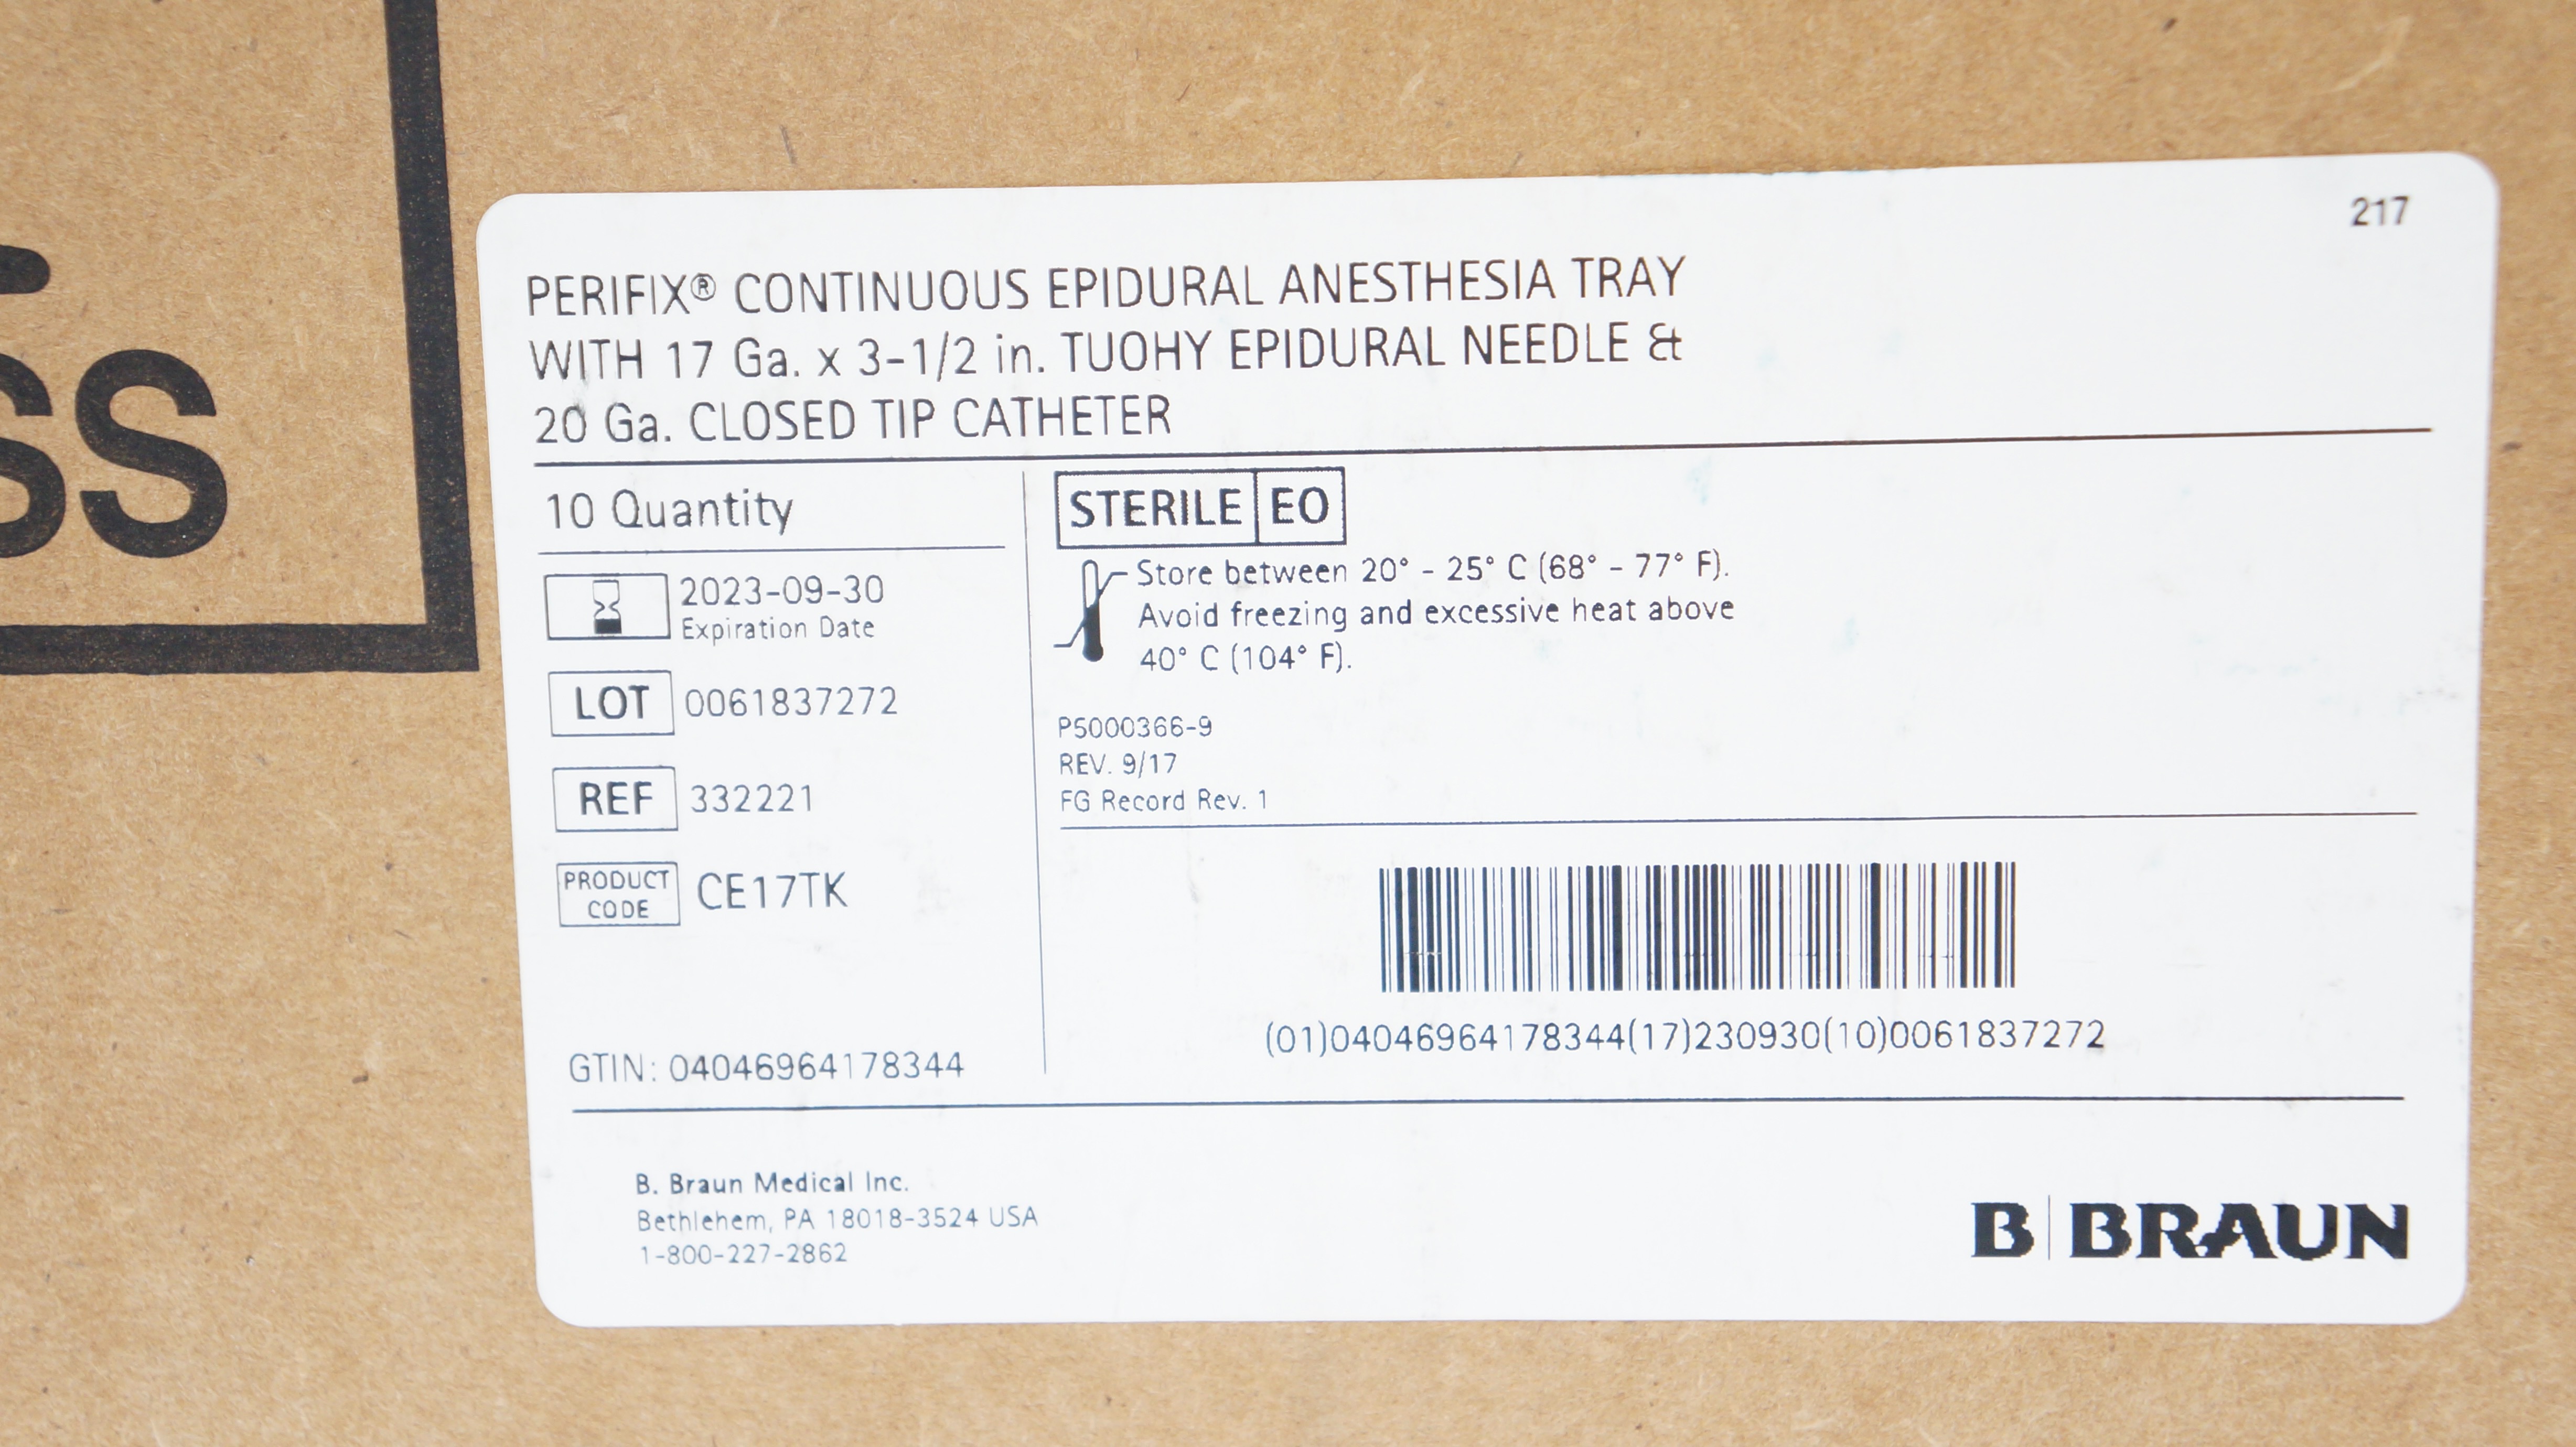 SS
217
PERIFIX® CONTINUOUS EPIDURAL ANESTHESIA TRAY
WITH 17 Ga. x 3-1/2 in. TUOHY EPIDURAL NEEDLE &
20 Ga. CLOSED TIP CATHETER
10 Quantity
2023-09-30
Expiration Date
LOT 0061837272
REF 332221
PRODUCT
CODE
CE17TK
GTIN: 04046964178344
STERILE EO
Store between 20° - 25° C (68° - 77° F).
Avoid freezing and excessive heat above
40° C (104° F).
P5000366-9
REV. 9/17
FG Record Rev. 1
(01)04046964178344(17)230930(10)0061837272
B. Braun Medical Inc.
Bethlehem, PA 18018-3524 USA
1-800-227-2862
B BRAUN